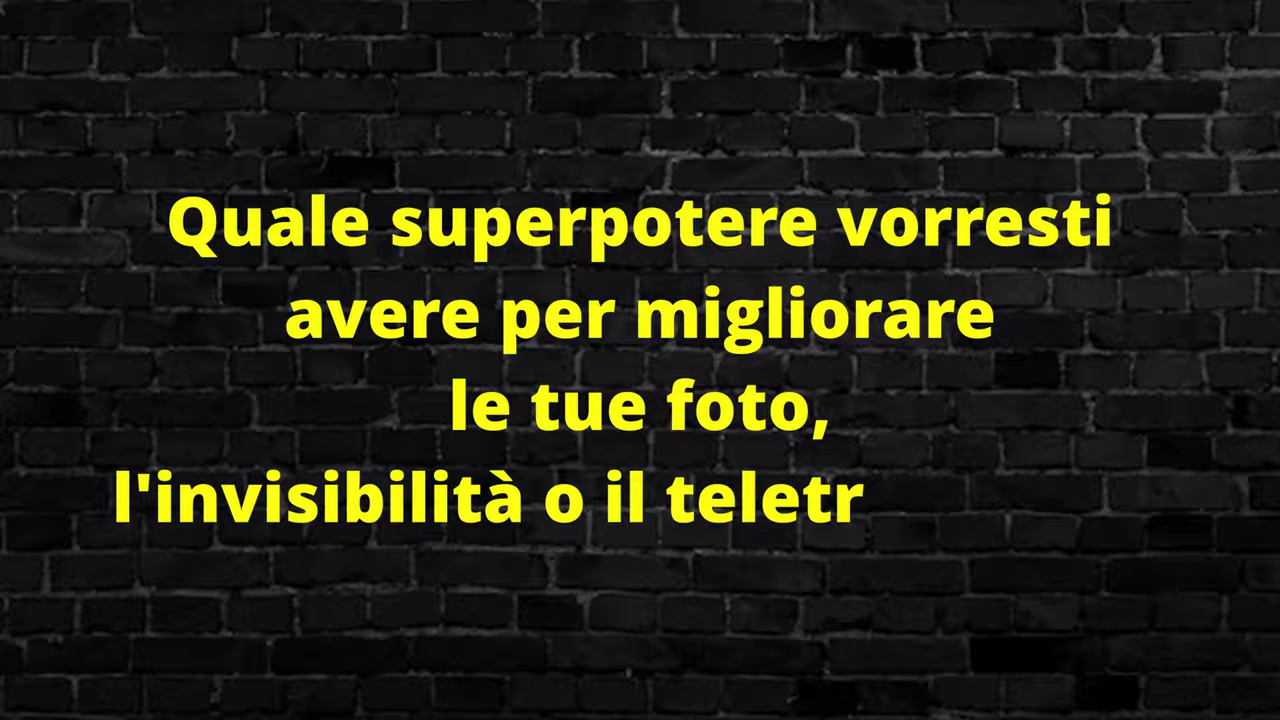 Quale superpotere vorresti
avere per migliorare
le tue foto,
l'invisibilità o il teletr